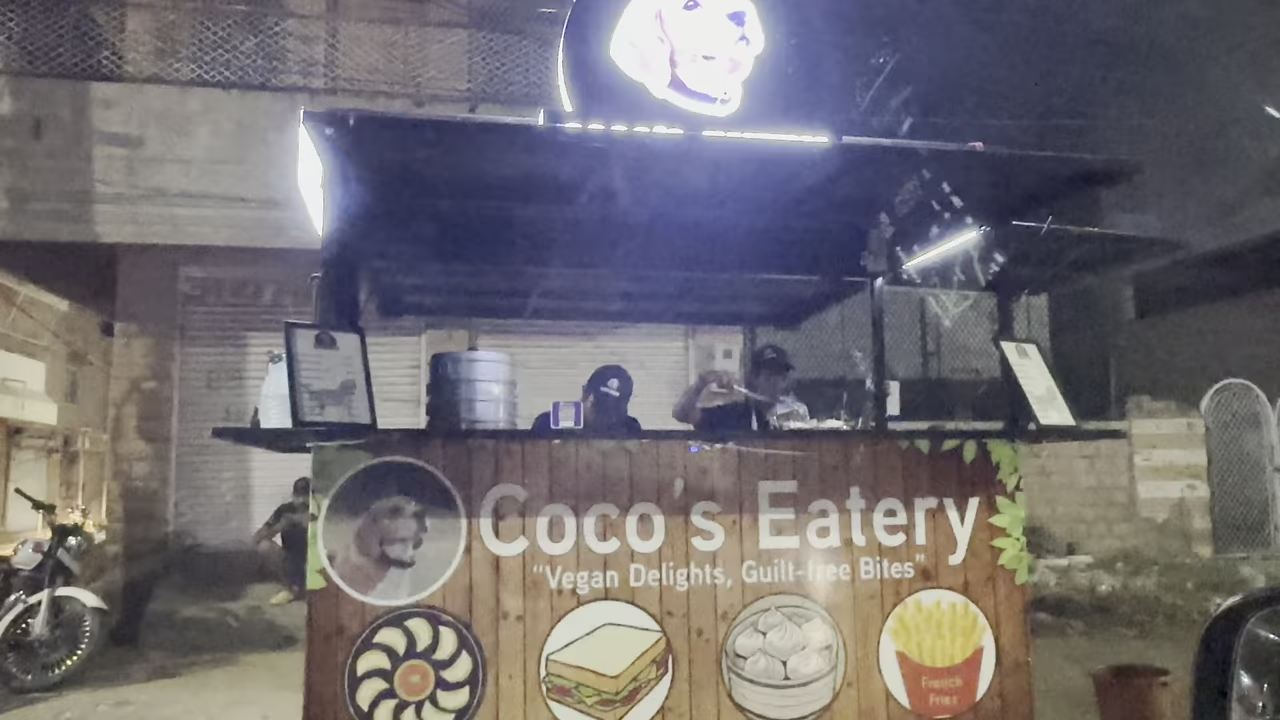 Coco's Eatery
“Vegan Delights, Guilt-free Bites”
French
Fries